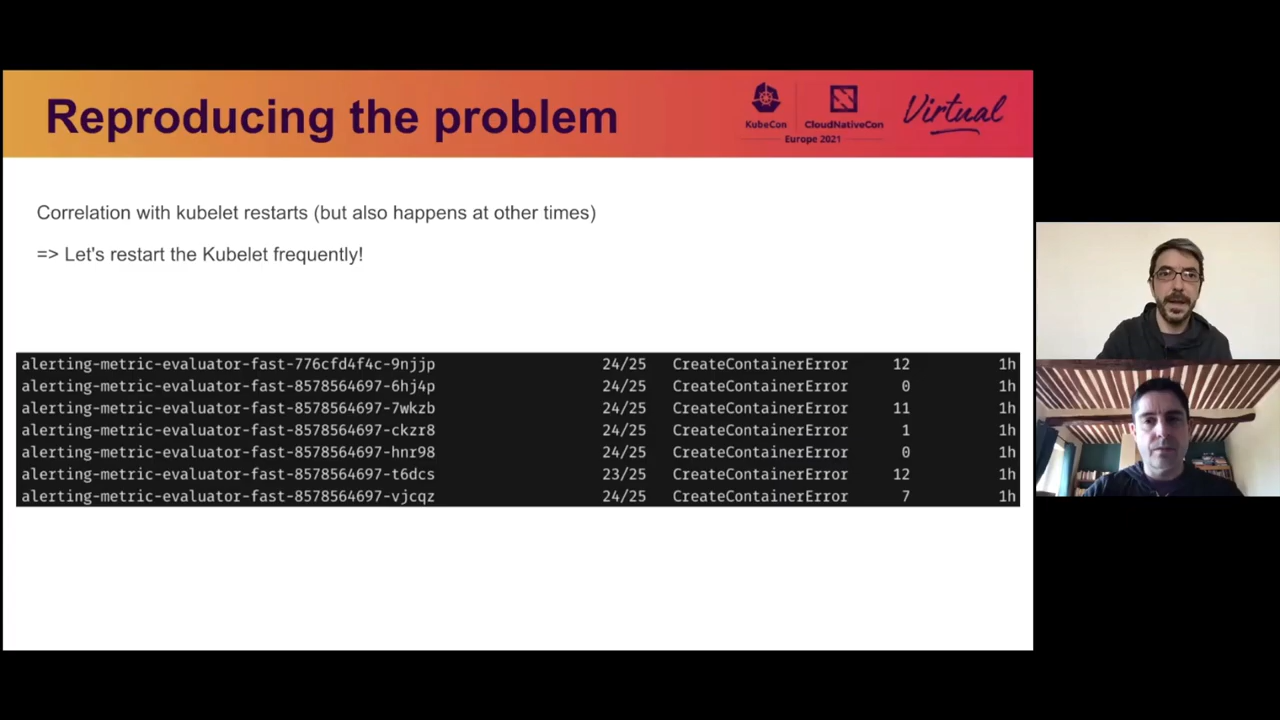 Reproducing the problem
KubeCon
CloudNativeCon
Europe 2021
Virtual
Correlation with kubelet restarts (but also happens at other times)
=> Let's restart the Kubelet frequently!
alerting-metric-evaluator-fast-776cfd4f4c-9njjp 24/25 CreateContainerError 12 1h
alerting-metric-evaluator-fast-8578564697-6hj4p 24/25 CreateContainerError 0 1h
alerting-metric-evaluator-fast-8578564697-7wkzb 24/25 CreateContainerError 11 1h
alerting-metric-evaluator-fast-8578564697-ckzr8 24/25 CreateContainerError 1 1h
alerting-metric-evaluator-fast-8578564697-hnr98 24/25 CreateContainerError 0 1h
alerting-metric-evaluator-fast-8578564697-t6dcs 23/25 CreateContainerError 12 1h
alerting-metric-evaluator-fast-8578564697-vjcqz 24/25 CreateContainerError 7 1h